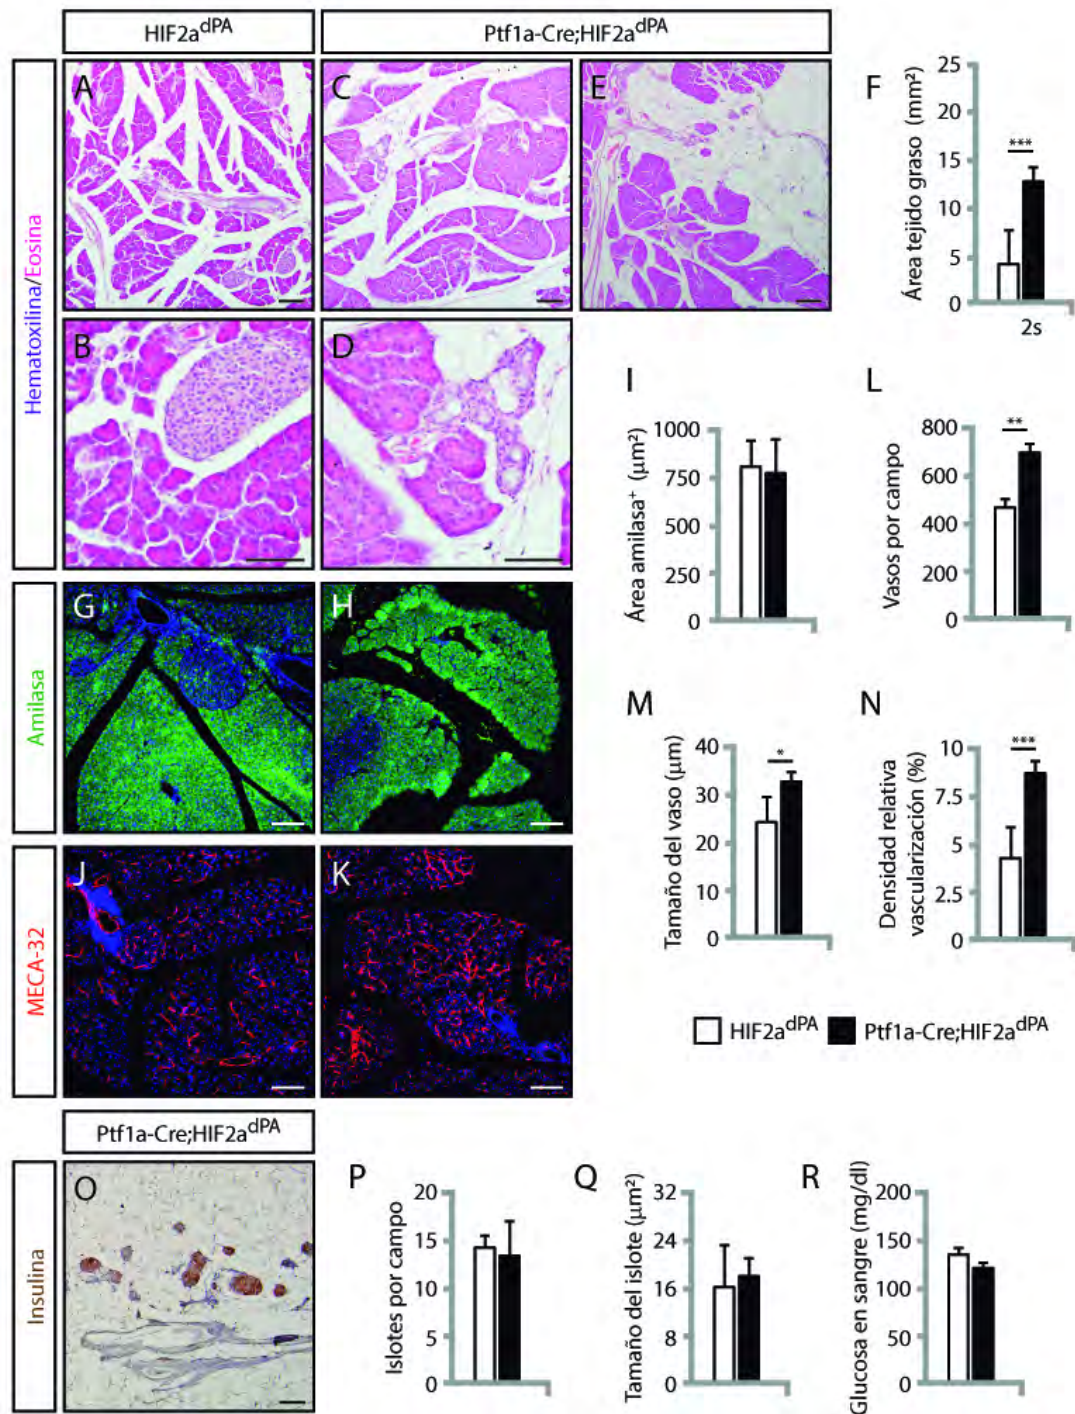 HIF2a^dPA
Ptf1a-Cre;HIF2a^dPA
Hematoxilina/Eosina
A
C
E
B
D
F
Área tejido graso (mm²)
25
20
15
10
5
0
***
2s
I
Área amilasa⁺ (µm²)
1000
750
500
250
0
L
Vasos por campo
800
600
400
200
0
**
Amilasa
G
H
M
Tamaño del vaso (µm)
40
30
20
10
0
*
N
Densidad relativa
vascularización (%)
10
7.5
5
2.5
0
***
MECA-32
J
K
HIF2a^dPA
Ptf1a-Cre;HIF2a^dPA
Ptf1a-Cre;HIF2a^dPA
Insulina
O
P
Islotes por campo
20
15
10
5
0
Q
Tamaño del islote (µm²)
32
24
16
8
0
R
Glucosa en sangre (mg/dl)
200
150
100
50
0